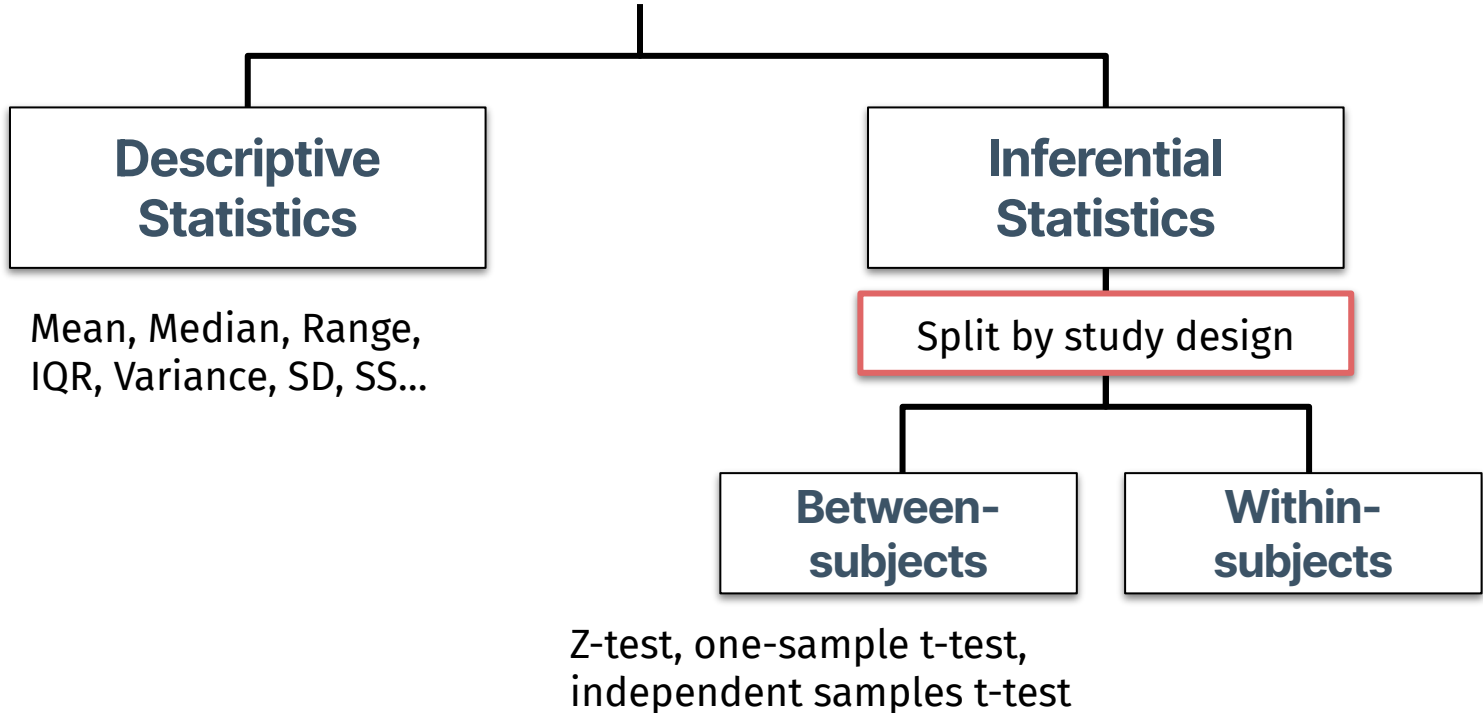 Descriptive
Statistics
Mean, Median, Range,
IQR, Variance, SD, SS...
Inferential
Statistics
Split by study design
Between-
subjects
Z-test, one-sample t-test,
independent samples t-test
Within-
subjects